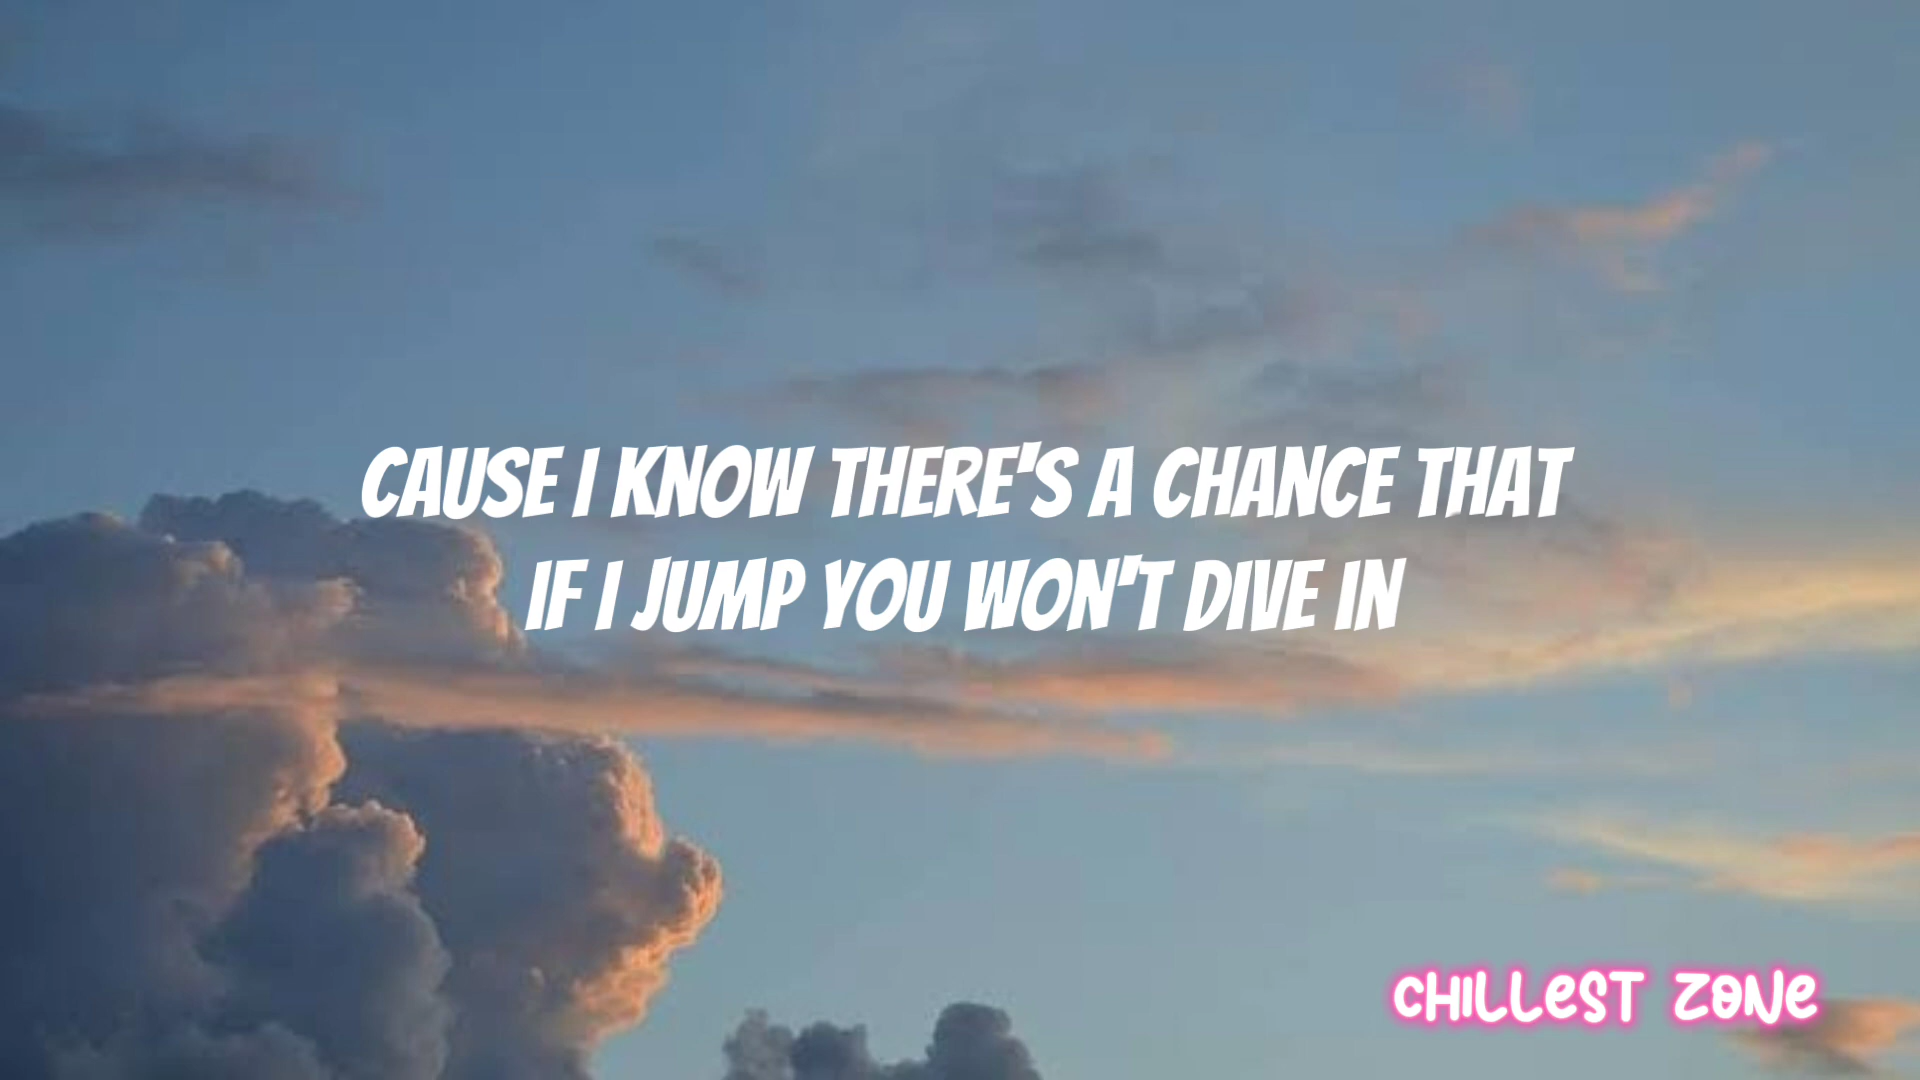 CAUSE I KNOW THERE'S A CHANCE THAT
IF I JUMP YOU WON'T DIVE IN
CHILLEST ZONE